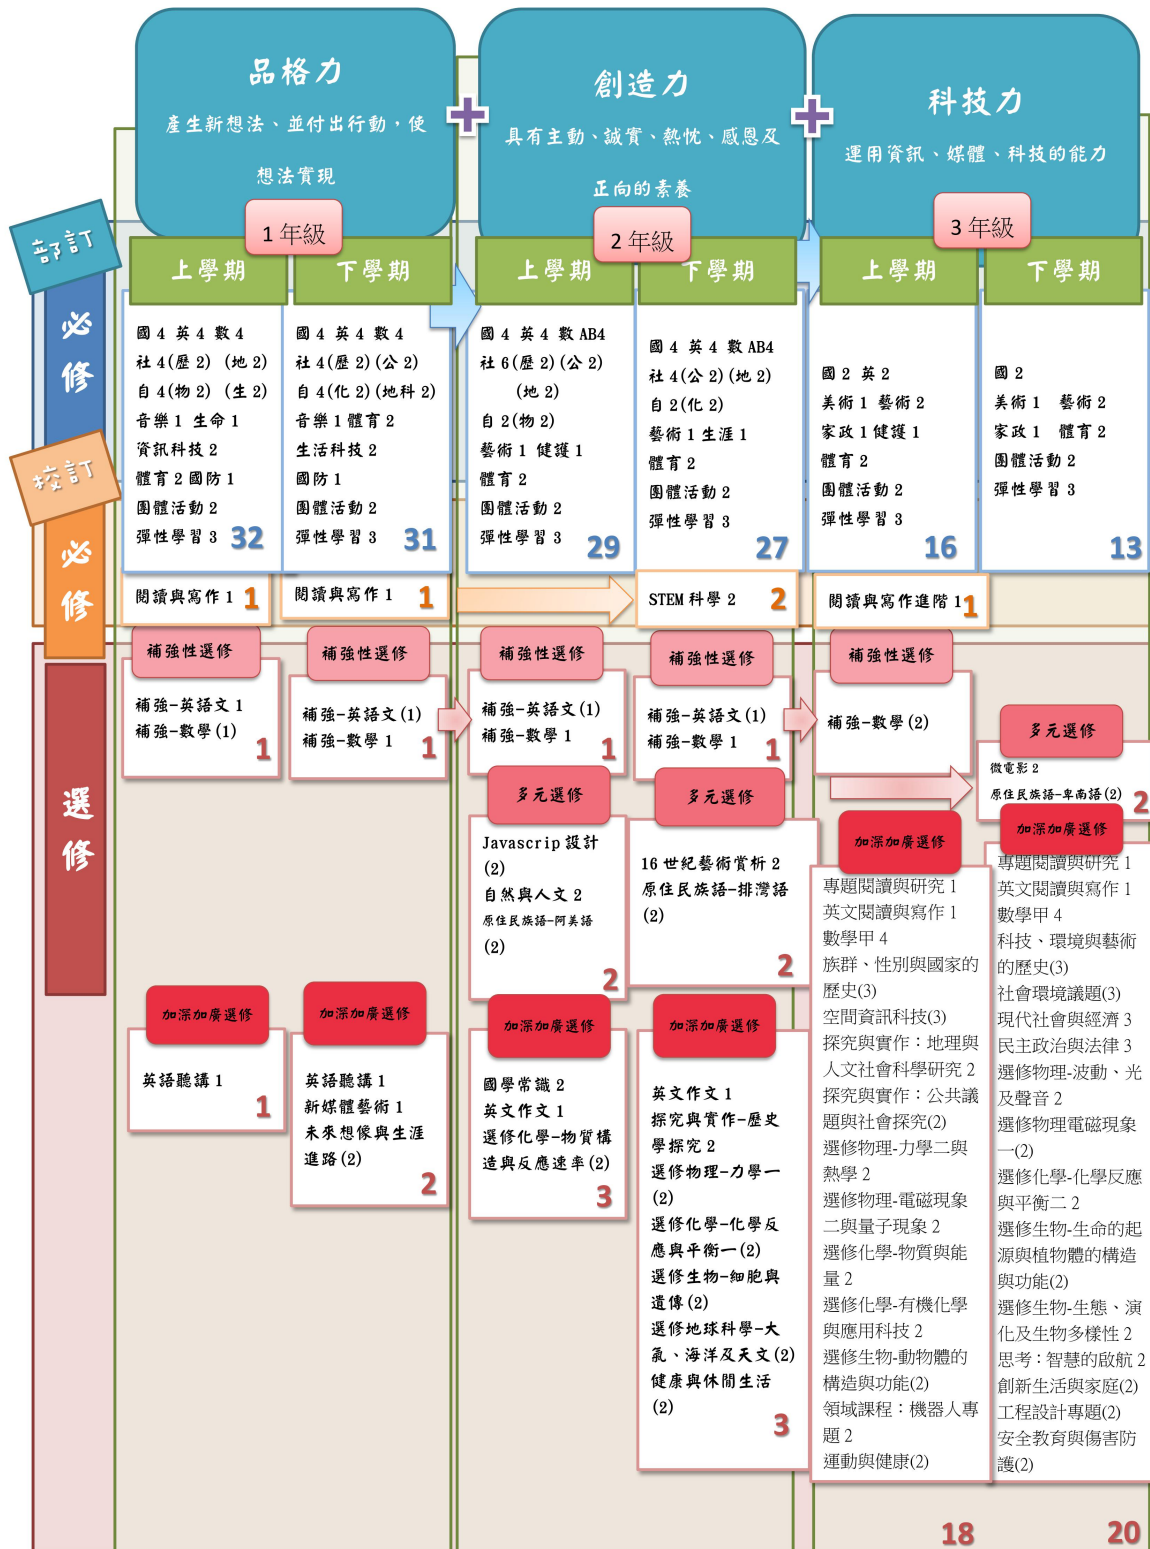 品格力
產生新想法、並付出行動，使
想法實現
創造力
具有主動、誠實、熱忱、感恩及
正向的素養
科技力
運用資訊、媒體、科技的能力
1 年級
2 年級
3 年級
部訂
必
修
校訂
必
修
選
修
上學期
國 4 英 4 數 4
社 4(歷 2) (地 2)
自 4(物 2) (生 2)
音樂 1 生命 1
資訊科技 2
體育 2 國防 1
團體活動 2
彈性學習 3
32
下學期
國 4 英 4 數 4
社 4(歷 2)(公 2)
自 4(化 2)(地科 2)
音樂 1 體育 2
生活科技 2
國防 1
團體活動 2
彈性學習 3
31
上學期
國 4 英 4 數 AB4
社 6(歷 2)(公 2)
(地 2)
自 2(物 2)
藝術 1 健護 1
體育 2
團體活動 2
彈性學習 3
29
下學期
國 4 英 4 數 AB4
社 4(公 2)(地 2)
自 2(化 2)
藝術 1 生涯 1
體育 2
團體活動 2
彈性學習 3
27
上學期
國 2 英 2
美術 1 藝術 2
家政 1 健護 1
體育 2
團體活動 2
彈性學習 3
16
下學期
國 2
美術 1 藝術 2
家政 1 體育 2
團體活動 2
彈性學習 3
13
閱讀與寫作 1
1
閱讀與寫作 1
1
STEM 科學 2
2
閱讀與寫作進階 1
1
補強性選修
補強-英語文 1
補強-數學(1)
1
補強性選修
補強-英語文(1)
補強-數學 1
1
補強性選修
補強-英語文(1)
補強-數學 1
1
補強性選修
補強-英語文(1)
補強-數學 1
1
補強性選修
補強-數學(2)
多元選修
微電影 2
原住民族語-卑南語(2)
2
多元選修
Javascrip 設計
(2)
自然與人文 2
原住民族語-阿美語
(2)
2
多元選修
16 世紀藝術賞析 2
原住民族語-排灣語
(2)
2
加深加廣選修
英語聽講 1
1
加深加廣選修
英語聽講 1
新媒體藝術 1
未來想像與生涯
進路(2)
2
加深加廣選修
國學常識 2
英文作文 1
選修化學-物質構
造與反應速率(2)
3
加深加廣選修
英文作文 1
探究與實作-歷史
學探究 2
選修物理-力學一
(2)
選修化學-化學反
應與平衡一(2)
選修生物-細胞與
遺傳(2)
選修地球科學-大
氣、海洋及天文(2)
健康與休閒生活
(2)
3
加深加廣選修
專題閱讀與研究 1
英文閱讀與寫作 1
數學甲 4
族群、性別與國家的
歷史(3)
空間資訊科技(3)
探究與實作：地理與
人文社會科學研究 2
探究與實作：公共議
題與社會探究(2)
選修物理-力學二與
熱學 2
選修物理-電磁現象
二與量子現象 2
選修化學-物質與能
量 2
選修化學-有機化學
與應用科技 2
選修生物-動物體的
構造與功能(2)
領域課程：機器人專
題 2
運動與健康(2)
18
加深加廣選修
專題閱讀與研究 1
英文閱讀與寫作 1
數學甲 4
科技、環境與藝術
的歷史(3)
社會環境議題(3)
現代社會與經濟 3
民主政治與法律 3
選修物理-波動、光
及聲音 2
選修物理電磁現象
一(2)
選修化學-化學反應
與平衡二 2
選修生物-生命的起
源與植物體的構造
與功能(2)
選修生物-生態、演
化及生物多樣性 2
思考：智慧的啟航 2
創新生活與家庭(2)
工程設計專題(2)
安全教育與傷害防
護(2)
20